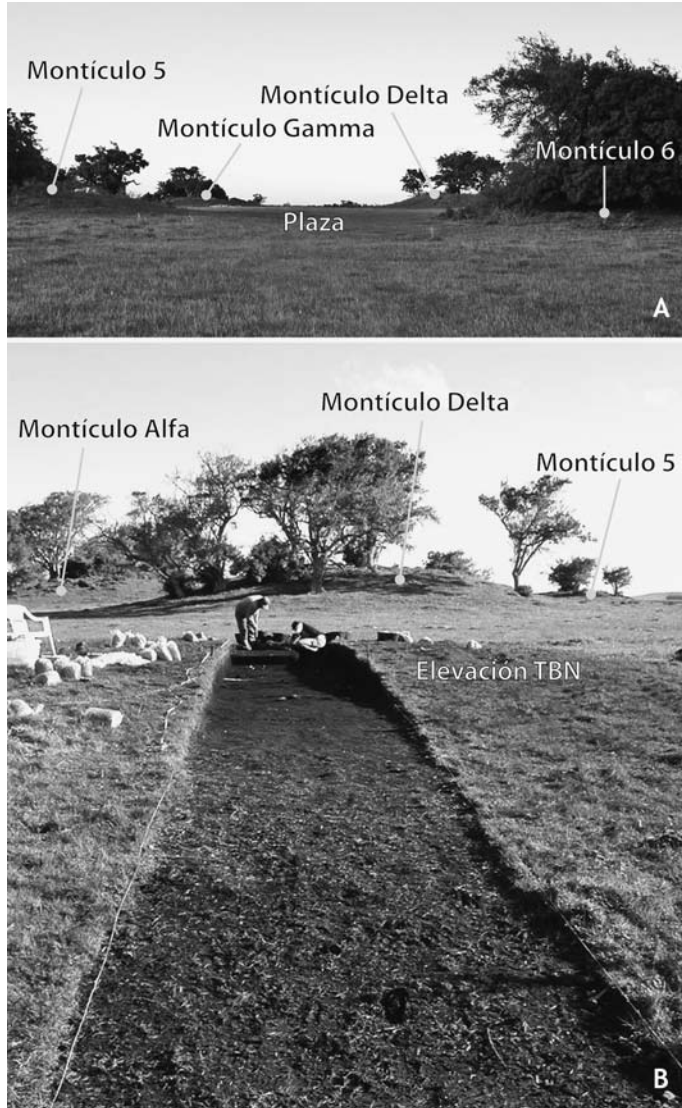 Montículo 5
Montículo Delta
Montículo Gamma
Montículo 6
Plaza
A
Montículo Delta
Montículo Alfa
Montículo 5
Elevación TBN
B